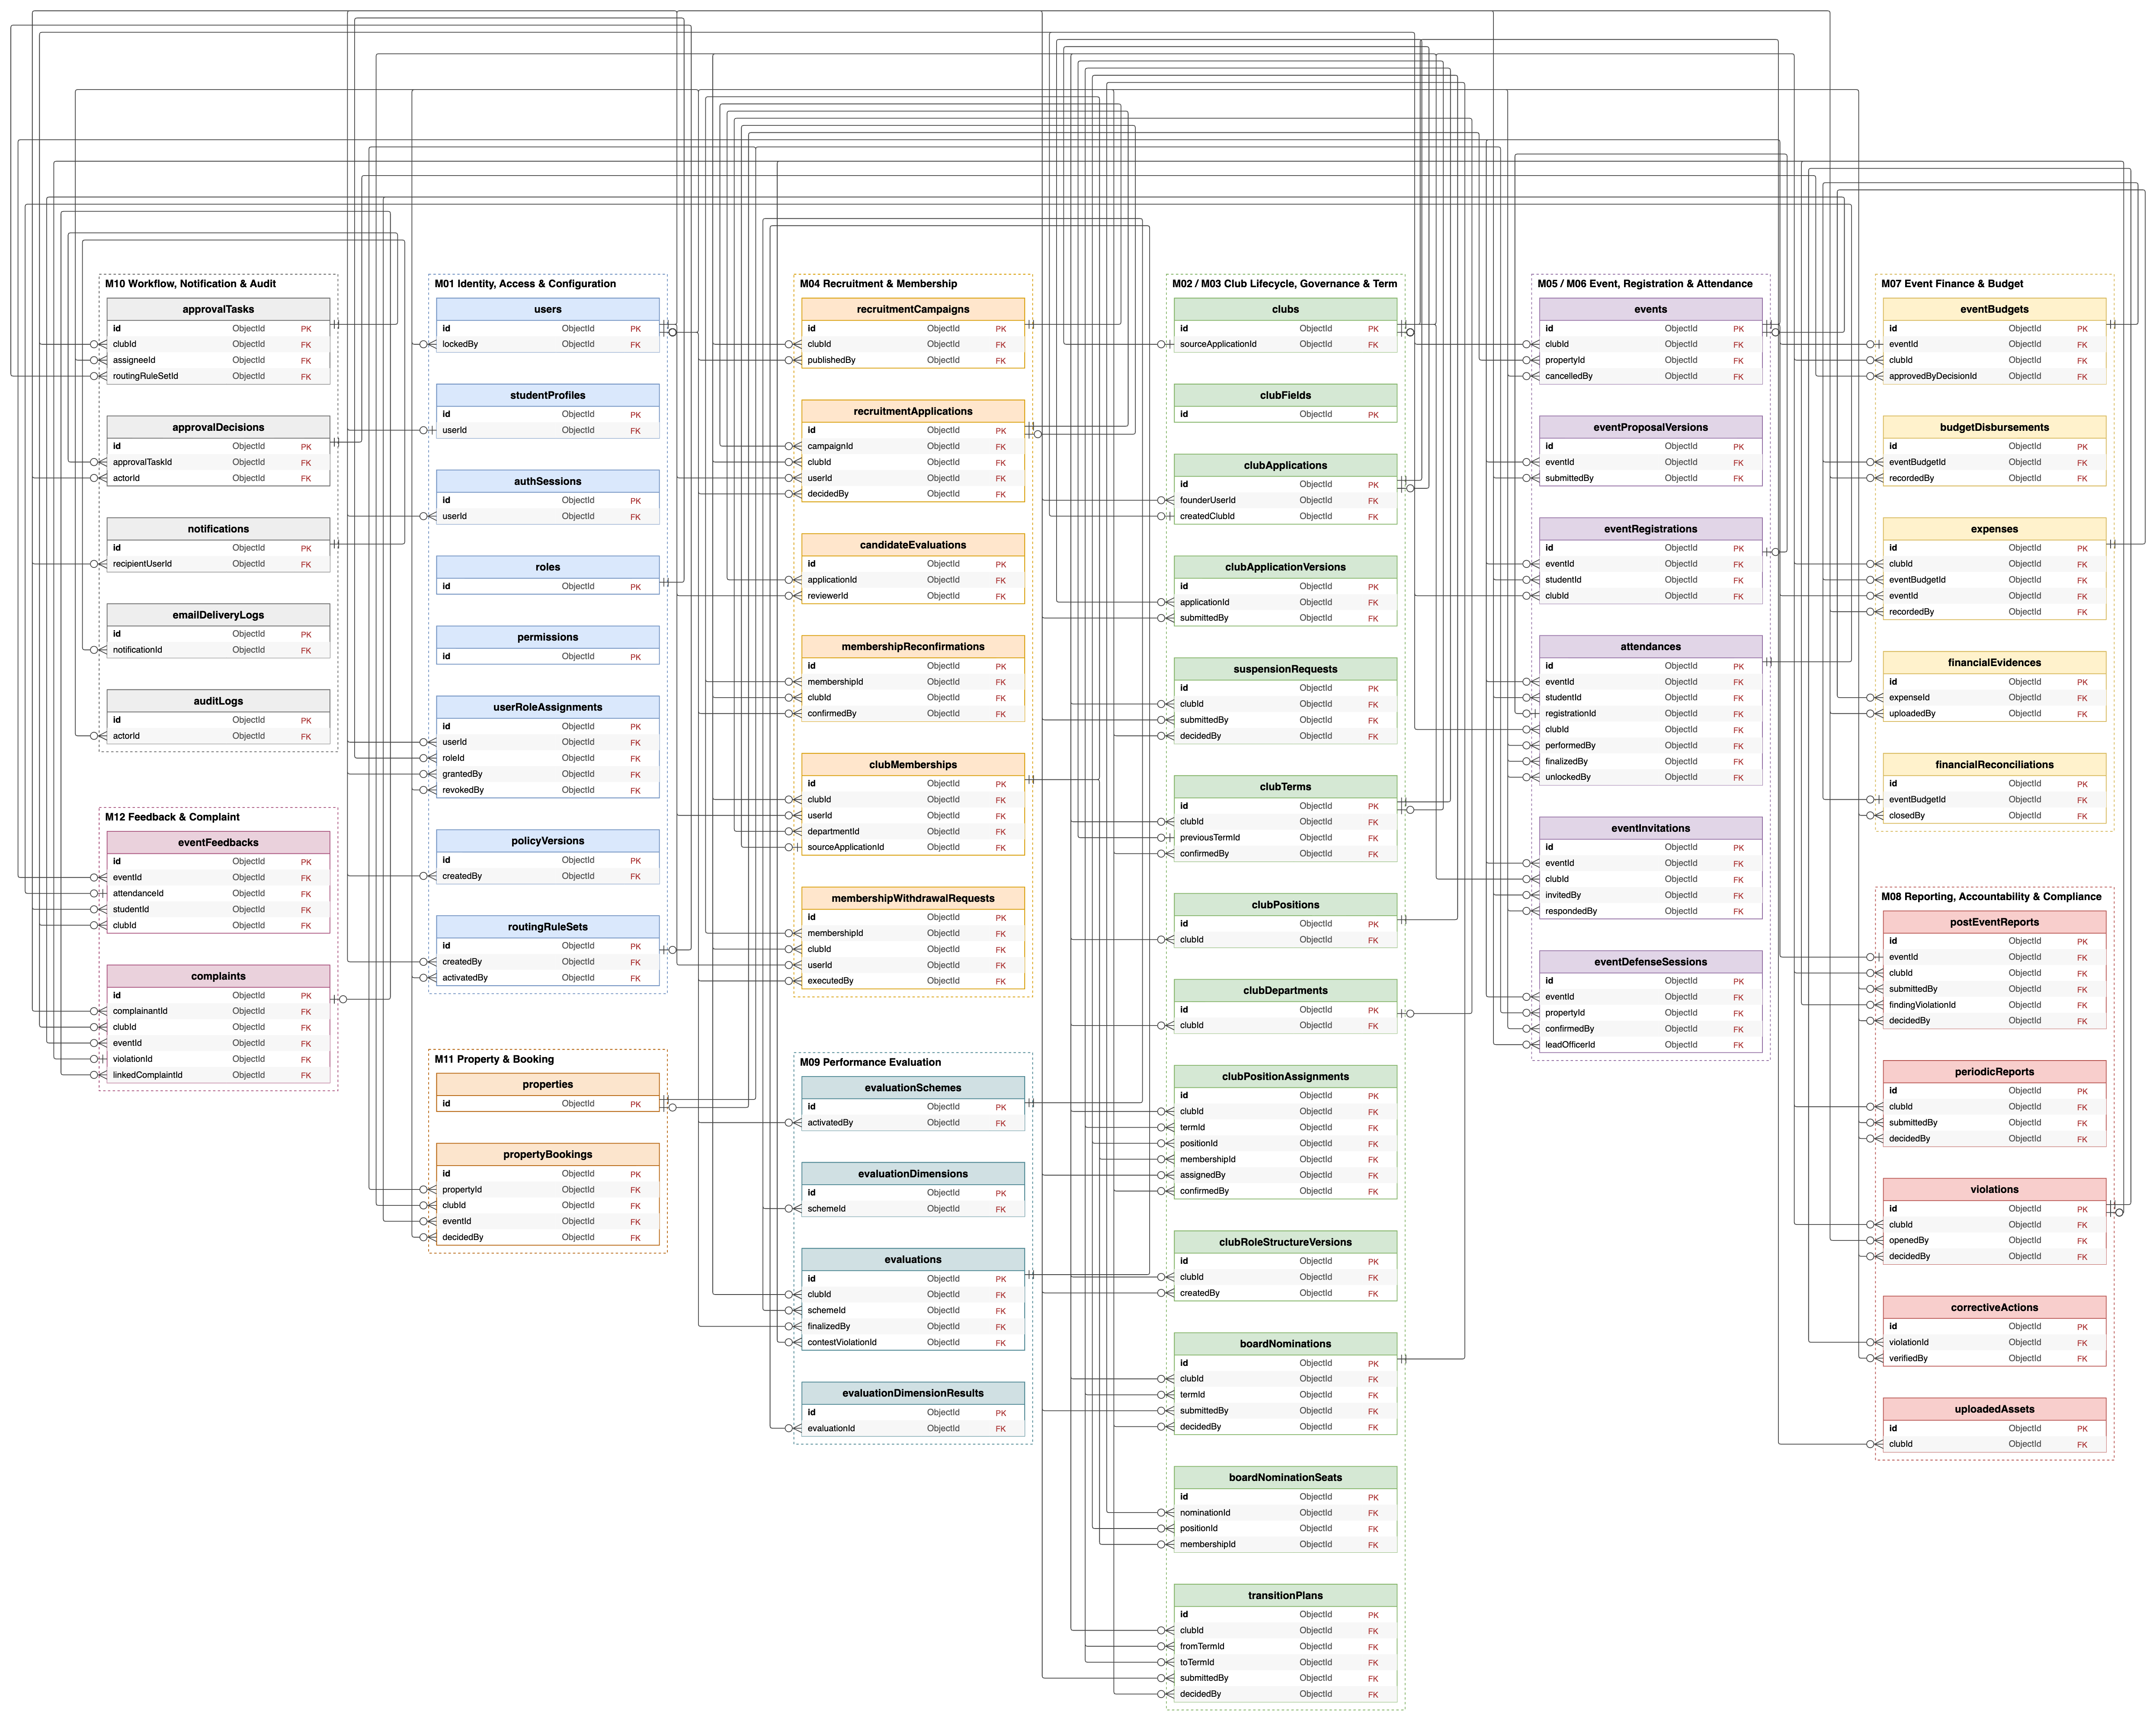 M10 Workflow, Notification & Audit
approvalTasks
id ObjectId PK
clubId ObjectId FK
assigneeId ObjectId FK
routingRuleSetId ObjectId FK
approvalDecisions
id ObjectId PK
approvalTaskId ObjectId FK
actorId ObjectId FK
notifications
id ObjectId PK
recipientUserId ObjectId FK
emailDeliveryLogs
id ObjectId PK
notificationId ObjectId FK
auditLogs
id ObjectId PK
actorId ObjectId FK
M12 Feedback & Complaint
eventFeedbacks
id ObjectId PK
eventId ObjectId FK
attendanceId ObjectId FK
studentId ObjectId FK
clubId ObjectId FK
complaints
id ObjectId PK
complainantId ObjectId FK
clubId ObjectId FK
eventId ObjectId FK
violationId ObjectId FK
linkedComplaintId ObjectId FK
M01 Identity, Access & Configuration
users
id ObjectId PK
lockedBy ObjectId FK
studentProfiles
id ObjectId PK
userId ObjectId FK
authSessions
id ObjectId PK
userId ObjectId FK
roles
id ObjectId PK
permissions
id ObjectId PK
userRoleAssignments
id ObjectId PK
userId ObjectId FK
roleId ObjectId FK
grantedBy ObjectId FK
revokedBy ObjectId FK
policyVersions
id ObjectId PK
createdBy ObjectId FK
routingRuleSets
id ObjectId PK
createdBy ObjectId FK
activatedBy ObjectId FK
M11 Property & Booking
properties
id ObjectId PK
propertyBookings
id ObjectId PK
propertyId ObjectId FK
clubId ObjectId FK
eventId ObjectId FK
decidedBy ObjectId FK
M04 Recruitment & Membership
recruitmentCampaigns
id ObjectId PK
clubId ObjectId FK
publishedBy ObjectId FK
recruitmentApplications
id ObjectId PK
campaignId ObjectId FK
clubId ObjectId FK
userId ObjectId FK
decidedBy ObjectId FK
candidateEvaluations
id ObjectId PK
applicationId ObjectId FK
reviewerId ObjectId FK
membershipReconfirmations
id ObjectId PK
membershipId ObjectId FK
clubId ObjectId FK
confirmedBy ObjectId FK
clubMemberships
id ObjectId PK
clubId ObjectId FK
userId ObjectId FK
departmentId ObjectId FK
sourceApplicationId ObjectId FK
membershipWithdrawalRequests
id ObjectId PK
membershipId ObjectId FK
clubId ObjectId FK
userId ObjectId FK
executedBy ObjectId FK
M09 Performance Evaluation
evaluationSchemes
id ObjectId PK
activatedBy ObjectId FK
evaluationDimensions
id ObjectId PK
schemeId ObjectId FK
evaluations
id ObjectId PK
clubId ObjectId FK
schemeId ObjectId FK
finalizedBy ObjectId FK
contestViolationId ObjectId FK
evaluationDimensionResults
id ObjectId PK
evaluationId ObjectId FK
M02 / M03 Club Lifecycle, Governance & Term
clubs
id ObjectId PK
sourceApplicationId ObjectId FK
clubFields
id ObjectId PK
clubApplications
id ObjectId PK
founderUserId ObjectId FK
createdClubId ObjectId FK
clubApplicationVersions
id ObjectId PK
applicationId ObjectId FK
submittedBy ObjectId FK
suspensionRequests
id ObjectId PK
clubId ObjectId FK
submittedBy ObjectId FK
decidedBy ObjectId FK
clubTerms
id ObjectId PK
clubId ObjectId FK
previousTermId ObjectId FK
confirmedBy ObjectId FK
clubPositions
id ObjectId PK
clubId ObjectId FK
clubDepartments
id ObjectId PK
clubId ObjectId FK
clubPositionAssignments
id ObjectId PK
clubId ObjectId FK
termId ObjectId FK
positionId ObjectId FK
membershipId ObjectId FK
assignedBy ObjectId FK
confirmedBy ObjectId FK
clubRoleStructureVersions
id ObjectId PK
clubId ObjectId FK
createdBy ObjectId FK
boardNominations
id ObjectId PK
clubId ObjectId FK
termId ObjectId FK
submittedBy ObjectId FK
decidedBy ObjectId FK
boardNominationSeats
id ObjectId PK
nominationId ObjectId FK
positionId ObjectId FK
membershipId ObjectId FK
transitionPlans
id ObjectId PK
clubId ObjectId FK
fromTermId ObjectId FK
toTermId ObjectId FK
submittedBy ObjectId FK
decidedBy ObjectId FK
M05 / M06 Event, Registration & Attendance
events
id ObjectId PK
clubId ObjectId FK
propertyId ObjectId FK
cancelledBy ObjectId FK
eventProposalVersions
id ObjectId PK
eventId ObjectId FK
submittedBy ObjectId FK
eventRegistrations
id ObjectId PK
eventId ObjectId FK
studentId ObjectId FK
clubId ObjectId FK
attendances
id ObjectId PK
eventId ObjectId FK
studentId ObjectId FK
registrationId ObjectId FK
clubId ObjectId FK
performedBy ObjectId FK
finalizedBy ObjectId FK
unlockedBy ObjectId FK
eventInvitations
id ObjectId PK
eventId ObjectId FK
clubId ObjectId FK
invitedBy ObjectId FK
respondedBy ObjectId FK
eventDefenseSessions
id ObjectId PK
eventId ObjectId FK
propertyId ObjectId FK
confirmedBy ObjectId FK
leadOfficerId ObjectId FK
M07 Event Finance & Budget
eventBudgets
id ObjectId PK
eventId ObjectId FK
clubId ObjectId FK
approvedByDecisionId ObjectId FK
budgetDisbursements
id ObjectId PK
eventBudgetId ObjectId FK
recordedBy ObjectId FK
expenses
id ObjectId PK
clubId ObjectId FK
eventBudgetId ObjectId FK
eventId ObjectId FK
recordedBy ObjectId FK
financialEvidences
id ObjectId PK
expenseId ObjectId FK
uploadedBy ObjectId FK
financialReconciliations
id ObjectId PK
eventBudgetId ObjectId FK
closedBy ObjectId FK
M08 Reporting, Accountability & Compliance
postEventReports
id ObjectId PK
eventId ObjectId FK
clubId ObjectId FK
submittedBy ObjectId FK
findingViolationId ObjectId FK
decidedBy ObjectId FK
periodicReports
id ObjectId PK
clubId ObjectId FK
submittedBy ObjectId FK
decidedBy ObjectId FK
violations
id ObjectId PK
clubId ObjectId FK
openedBy ObjectId FK
decidedBy ObjectId FK
correctiveActions
id ObjectId PK
violationId ObjectId FK
verifiedBy ObjectId FK
uploadedAssets
id ObjectId PK
clubId ObjectId FK